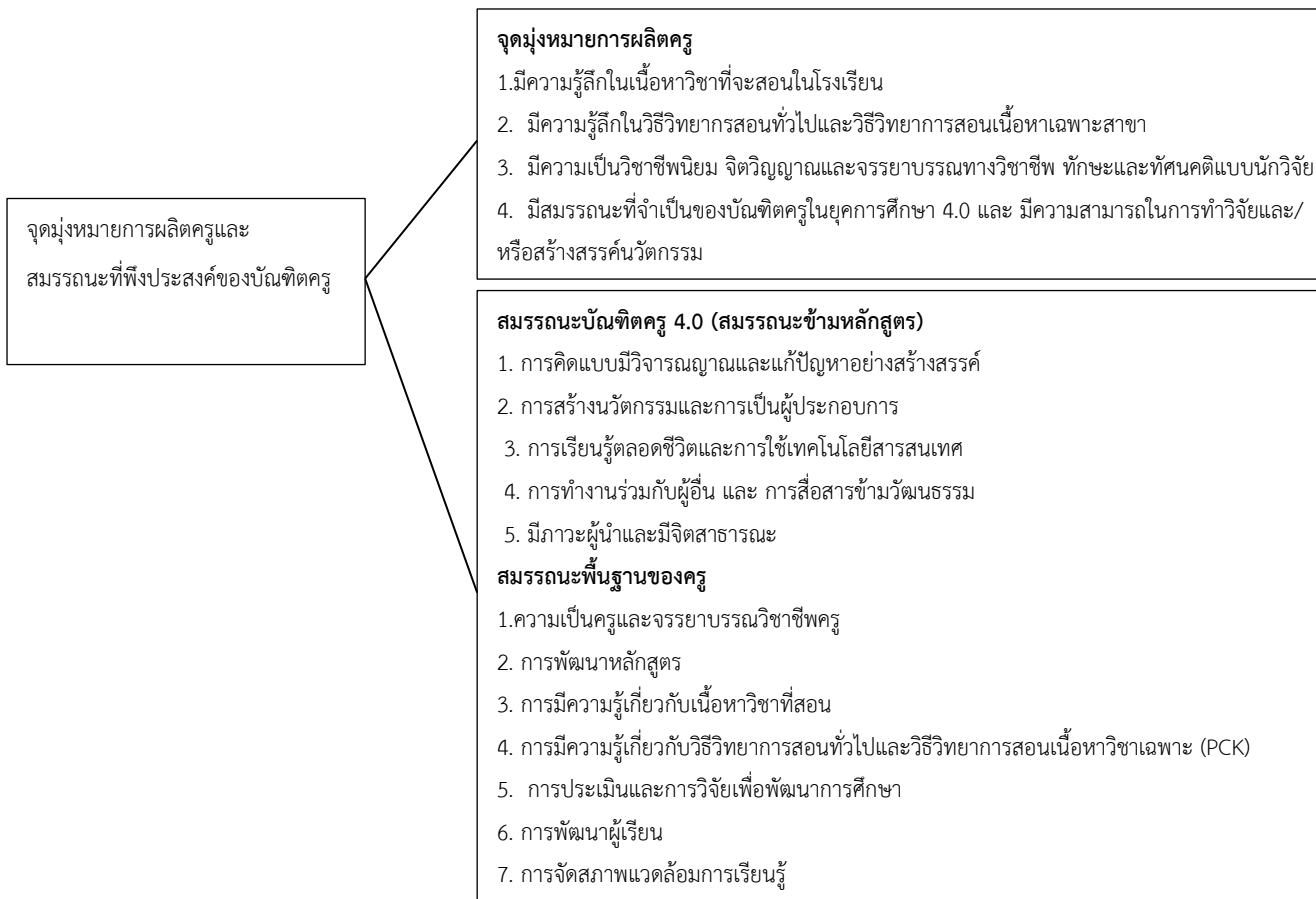 จุดมุ่งหมายการผลิตครูและ
สมรรถนะที่พึงประสงค์ของบัณฑิตครู
จุดมุ่งหมายการผลิตครู
1.มีความรู้ลึกในเนื้อหาวิชาที่จะสอนในโรงเรียน
2. มีความรู้ลึกในวิธีวิทยากรสอนทั่วไปและวิธีวิทยาการสอนเนื้อหาเฉพาะสาขา
3. มีความเป็นวิชาชีพนิยม จิตวิญญาณและจรรยาบรรณทางวิชาชีพ ทักษะและทัศนคติแบบนักวิจัย
4. มีสมรรถนะที่จำเป็นของบัณฑิตครูในยุคการศึกษา 4.0 และ มีความสามารถในการทำวิจัยและ/
หรือสร้างสรรค์นวัตกรรม
สมรรถนะบัณฑิตครู 4.0 (สมรรถนะข้ามหลักสูตร)
1. การคิดแบบมีวิจารณญาณและแก้ปัญหาอย่างสร้างสรรค์
2. การสร้างนวัตกรรมและการเป็นผู้ประกอบการ
3. การเรียนรู้ตลอดชีวิตและการใช้เทคโนโลยีสารสนเทศ
4. การทำงานร่วมกับผู้อื่น และ การสื่อสารข้ามวัฒนธรรม
5. มีภาวะผู้นำและมีจิตสาธารณะ
สมรรถนะพื้นฐานของครู
1.ความเป็นครูและจรรยาบรรณวิชาชีพครู
2. การพัฒนาหลักสูตร
3. การมีความรู้เกี่ยวกับเนื้อหาวิชาที่สอน
4. การมีความรู้เกี่ยวกับวิธีวิทยาการสอนทั่วไปและวิธีวิทยาการสอนเนื้อหาวิชาเฉพาะ (PCK)
5. การประเมินและการวิจัยเพื่อพัฒนาการศึกษา
6. การพัฒนาผู้เรียน
7. การจัดสภาพแวดล้อมการเรียนรู้